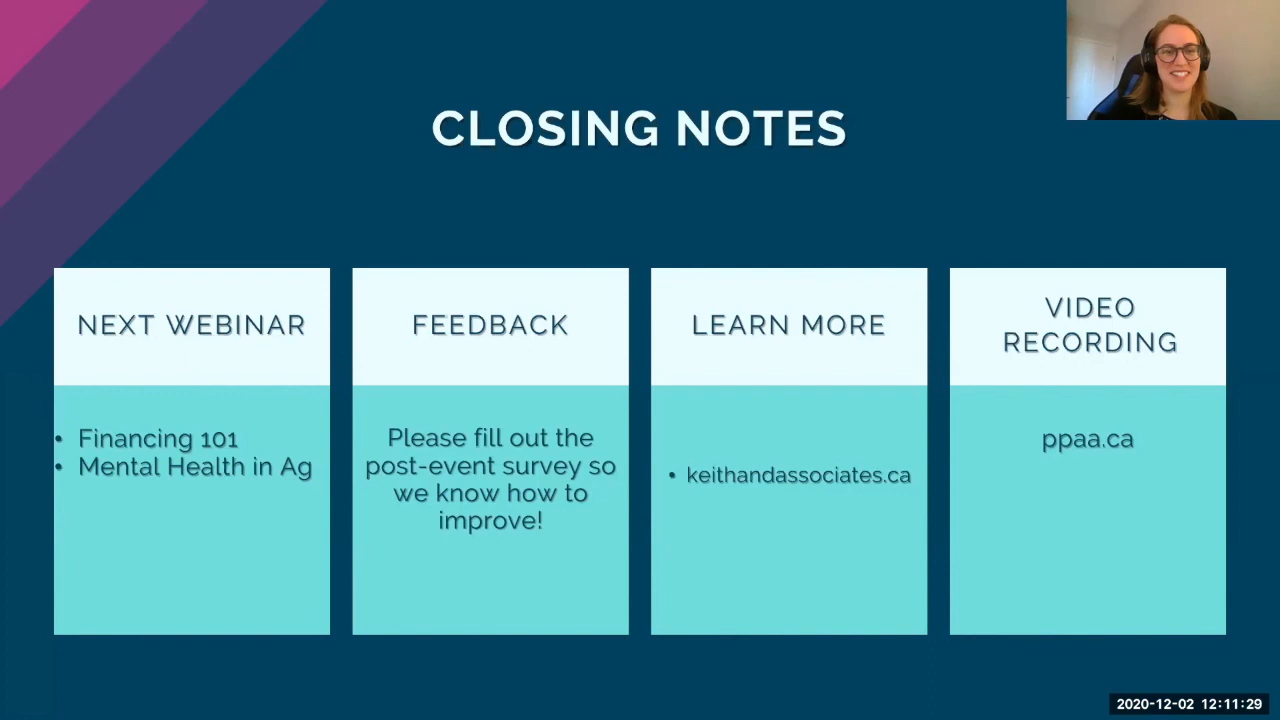 CLOSING NOTES
NEXT WEBINAR
• Financing 101
• Mental Health in Ag
FEEDBACK
Please fill out the
post-event survey so
we know how to
improve!
LEARN MORE
• keithandassociates.ca
VIDEO
RECORDING
ppaa.ca
2020-12-02 12:11:29